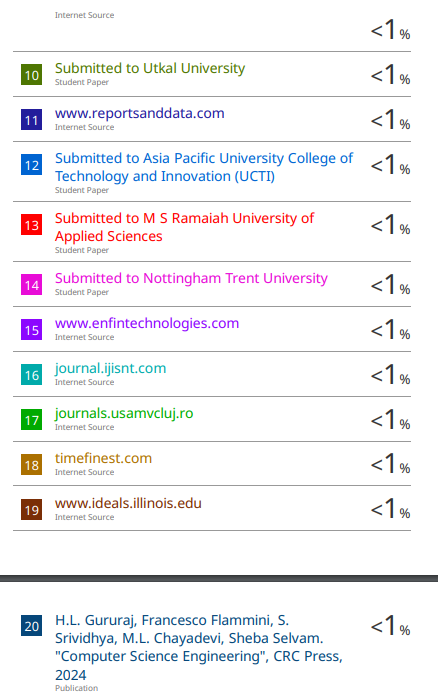 Internet Source
<1%
10 Submitted to Utkal University <1%
Student Paper
11 www.reportsanddata.com <1%
Internet Source
12 Submitted to Asia Pacific University College of <1%
Technology and Innovation (UCTI)
Student Paper
13 Submitted to M S Ramaiah University of <1%
Applied Sciences
Student Paper
14 Submitted to Nottingham Trent University <1%
Student Paper
15 www.enfintechnologies.com <1%
Internet Source
16 journal.ijisnt.com <1%
Internet Source
17 journals.usamvcluj.ro <1%
Internet Source
18 timefinest.com <1%
Internet Source
19 www.ideals.illinois.edu <1%
Internet Source
20 H.L. Gururaj, Francesco Flammini, S. <1%
Srividhya, M.L. Chayadevi, Sheba Selvam.
"Computer Science Engineering", CRC Press,
2024
Publication